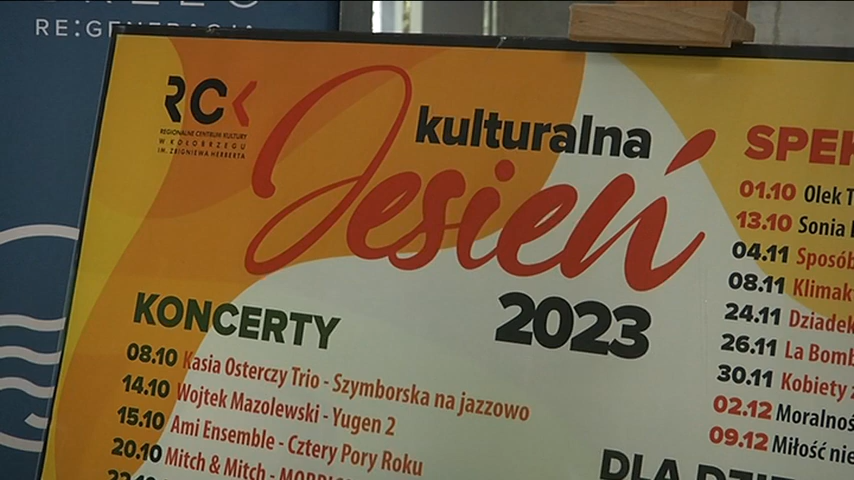 RE:GENERACJA
RCK
REGIONALNE CENTRUM KULTURY
W KOŁOBRZEGU
IM. ZBIGNIEWA HERBERTA
kulturalna
Jesień
2023
KONCERTY
08.10 Kasia Osterczy Trio - Szymborska na jazzowo
14.10 Wojtek Mazolewski - Yugen 2
15.10 Ami Ensemble - Cztery Pory Roku
20.10 Mitch & Mitch -
01.10 Olek
13.10 Sonia
04.11 Sposób
08.11
24.11 Dziadek
26.11 La
30.11 Kobiety
02.12
09.12 Miłość nie